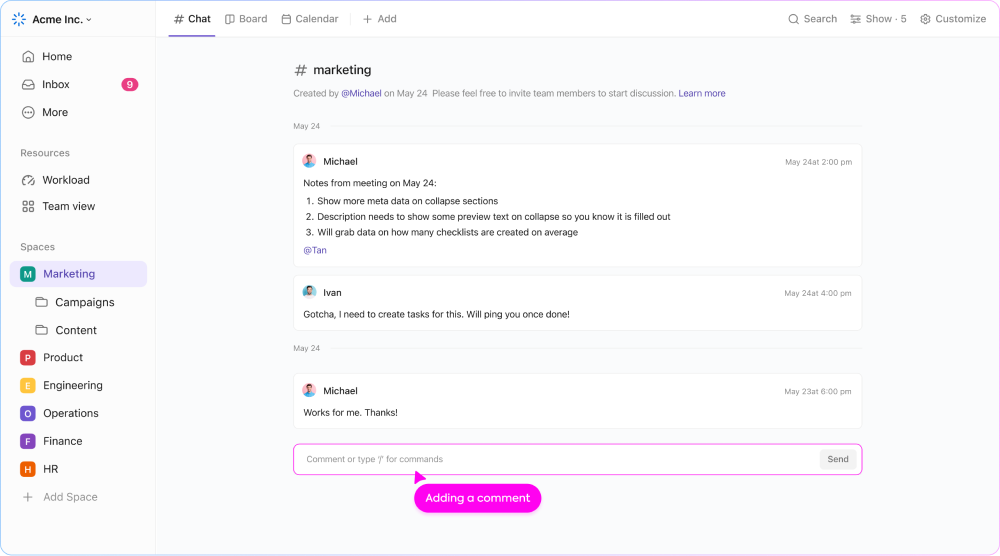 Acme Inc.
Chat
Board
Calendar
Add
Search
Show · 5
Customize
Home
Inbox
9
More
Resources
Workload
Team view
Spaces
M Marketing
Campaigns
Content
P Product
E Engineering
O Operations
F Finance
H HR
+ Add Space
# marketing
Created by @Michael on May 24 Please feel free to invite team members to start discussion. Learn more
May 24
Michael
May 24at 2:00 pm
Notes from meeting on May 24:
1. Show more meta data on collapse sections
2. Description needs to show some preview text on collapse so you know it is filled out
3. Will grab data on how many checklists are created on average
@Tan
Ivan
May 24at 4:00 pm
Gotcha, I need to create tasks for this. Will ping you once done!
May 24
Michael
May 23at 6:00 pm
Works for me. Thanks!
Comment or type '/' for commands
Send
Adding a comment